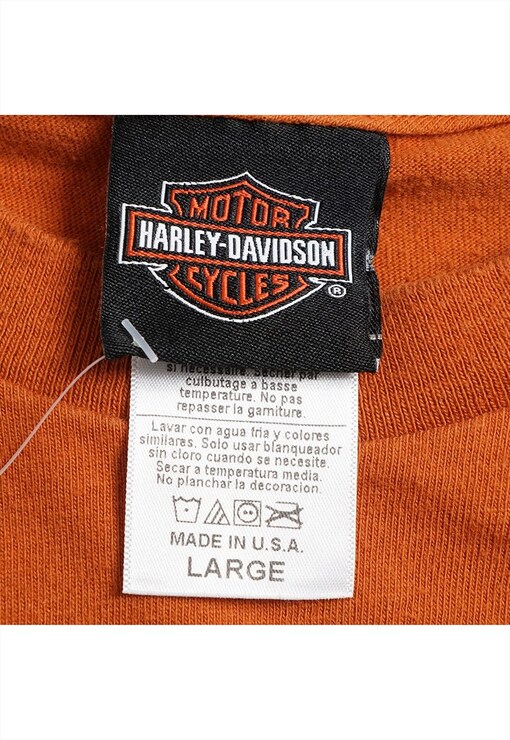 MOTOR
HARLEY-DAVIDSON
CYCLES
®
si nécessaire. Sécher par
culbutage a basse
temperature. No pas
repasser la garniture.
Lavar con agua fria y colores
similares. Solo usar blanqueador
sin cloro cuando se necesite.
Secar a temperatura media.
No planchar la decoracion.
MADE IN U.S.A.
LARGE